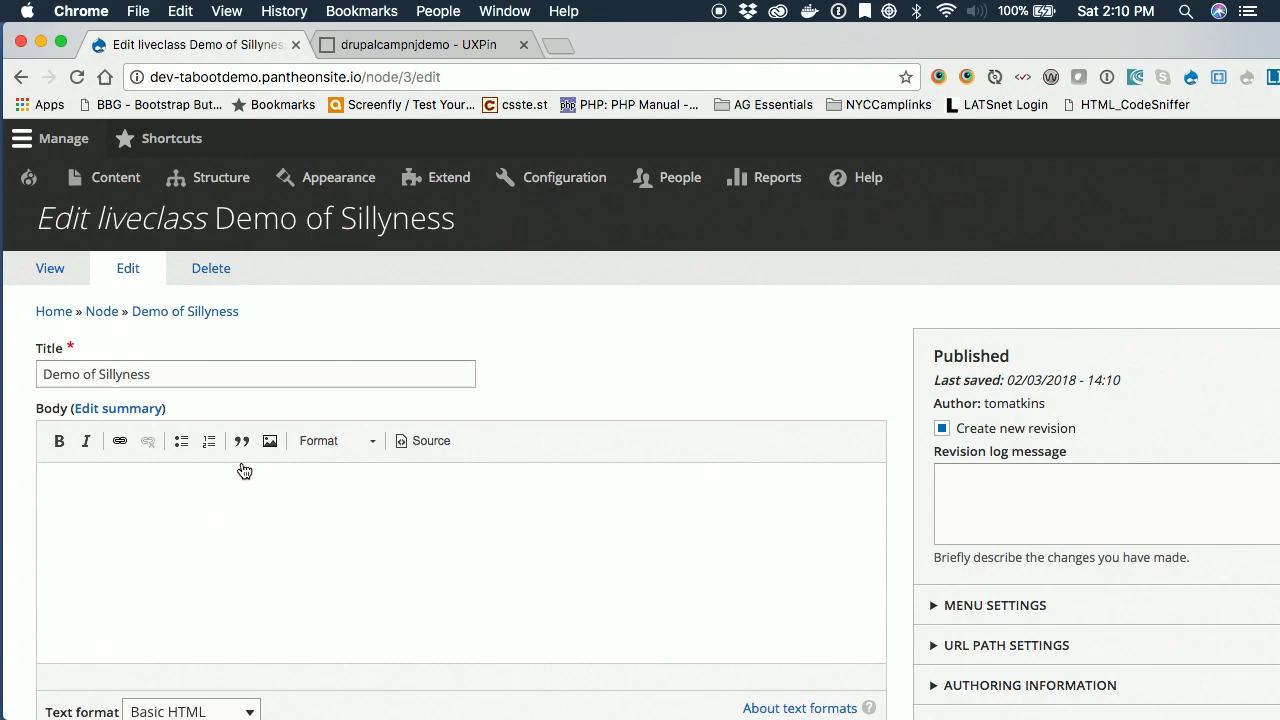 Chrome File Edit View History Bookmarks People Window Help 100% Sat 2:10 PM
Edit liveclass Demo of Sillynes drupalcampnjdemo - UXPin
dev-tabootdemo.pantheonsite.io/node/3/edit
Apps BBG - Bootstrap But... Bookmarks Screenfly / Test Your... csste.st PHP: PHP Manual -... AG Essentials NYCCamplinks LATSnet Login HTML_CodeSniffer
Manage Shortcuts
Content Structure Appearance Extend Configuration People Reports Help
Edit liveclass Demo of Sillyness
View Edit Delete
Home » Node » Demo of Sillyness
Title *
Demo of Sillyness
Body (Edit summary)
B I Format Source
Text format Basic HTML About text formats ?
Published
Last saved: 02/03/2018 - 14:10
Author: tomatkins
Create new revision
Revision log message
Briefly describe the changes you have made.
MENU SETTINGS
URL PATH SETTINGS
AUTHORING INFORMATION